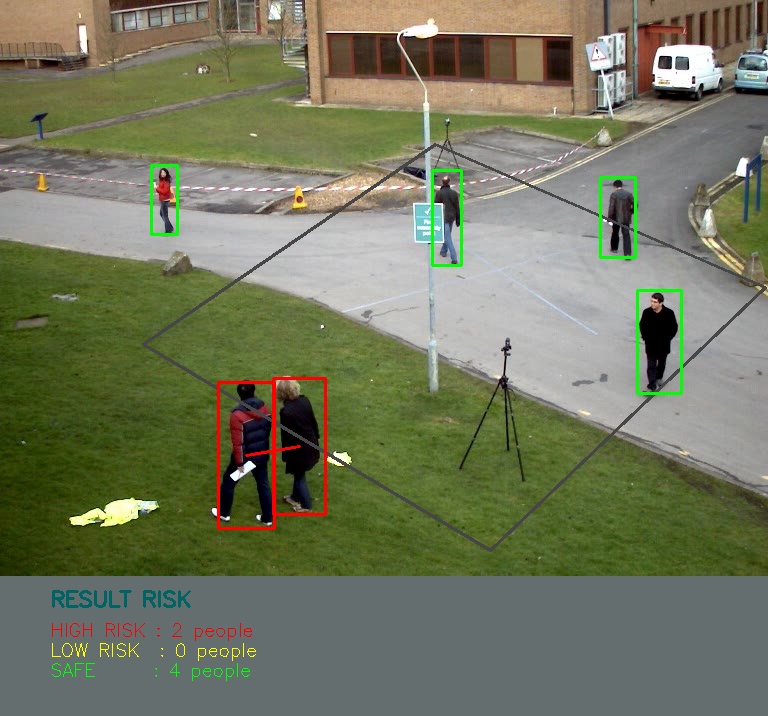 RESULT RISK
HIGH RISK : 2 people
LOW RISK : 0 people
SAFE : 4 people